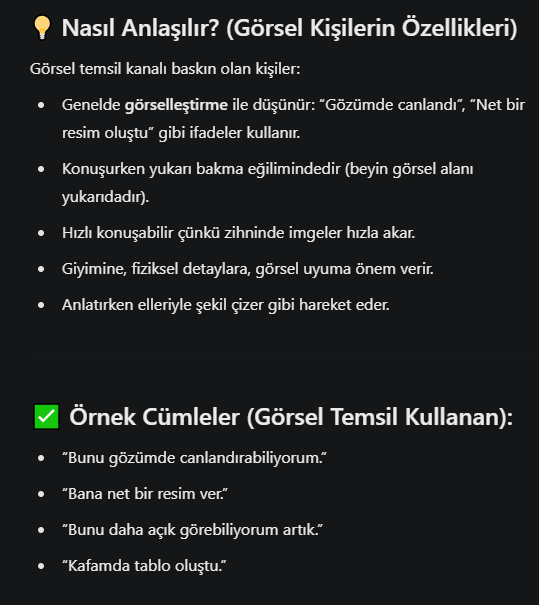 💡 Nasıl Anlaşılır? (Görsel Kişilerin Özellikleri)
Görsel temsil kanalı baskın olan kişiler:
• Genelde görselleştirme ile düşünür: “Gözümde canlandı”, “Net bir
resim oluştu” gibi ifadeler kullanır.
• Konuşurken yukarı bakma eğilimindedir (beyin görsel alanı
yukarıdadır).
• Hızlı konuşabilir çünkü zihninde imgeler hızla akar.
• Giyimine, fiziksel detaylara, görsel uyuma önem verir.
• Anlatırken elleriyle şekil çizer gibi hareket eder.
✅ Örnek Cümleler (Görsel Temsil Kullanan):
• “Bunu gözümde canlandırabiliyorum.”
• “Bana net bir resim ver.”
• “Bunu daha açık görebiliyorum artık.”
• “Kafamda tablo oluştu.”